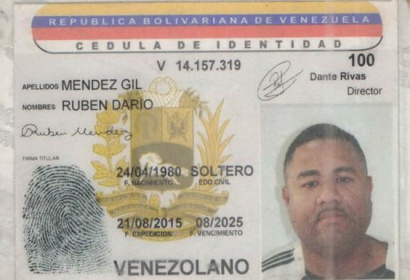 REPÚBLICA BOLIVARIANA DE VENEZUELA
CEDULA DE IDENTIDAD
V 14.157.319
100
APELLIDOS MENDEZ GIL
NOMBRES RUBEN DARIO
Dante Rivas
Director
Ruben Mendez
FIRMA TITULAR
24/04/1980 SOLTERO
F. NACIMIENTO EDO CIVIL
21/08/2015 08/2025
F. EXPEDICION F. VENCIMIENTO
VENEZOLANO